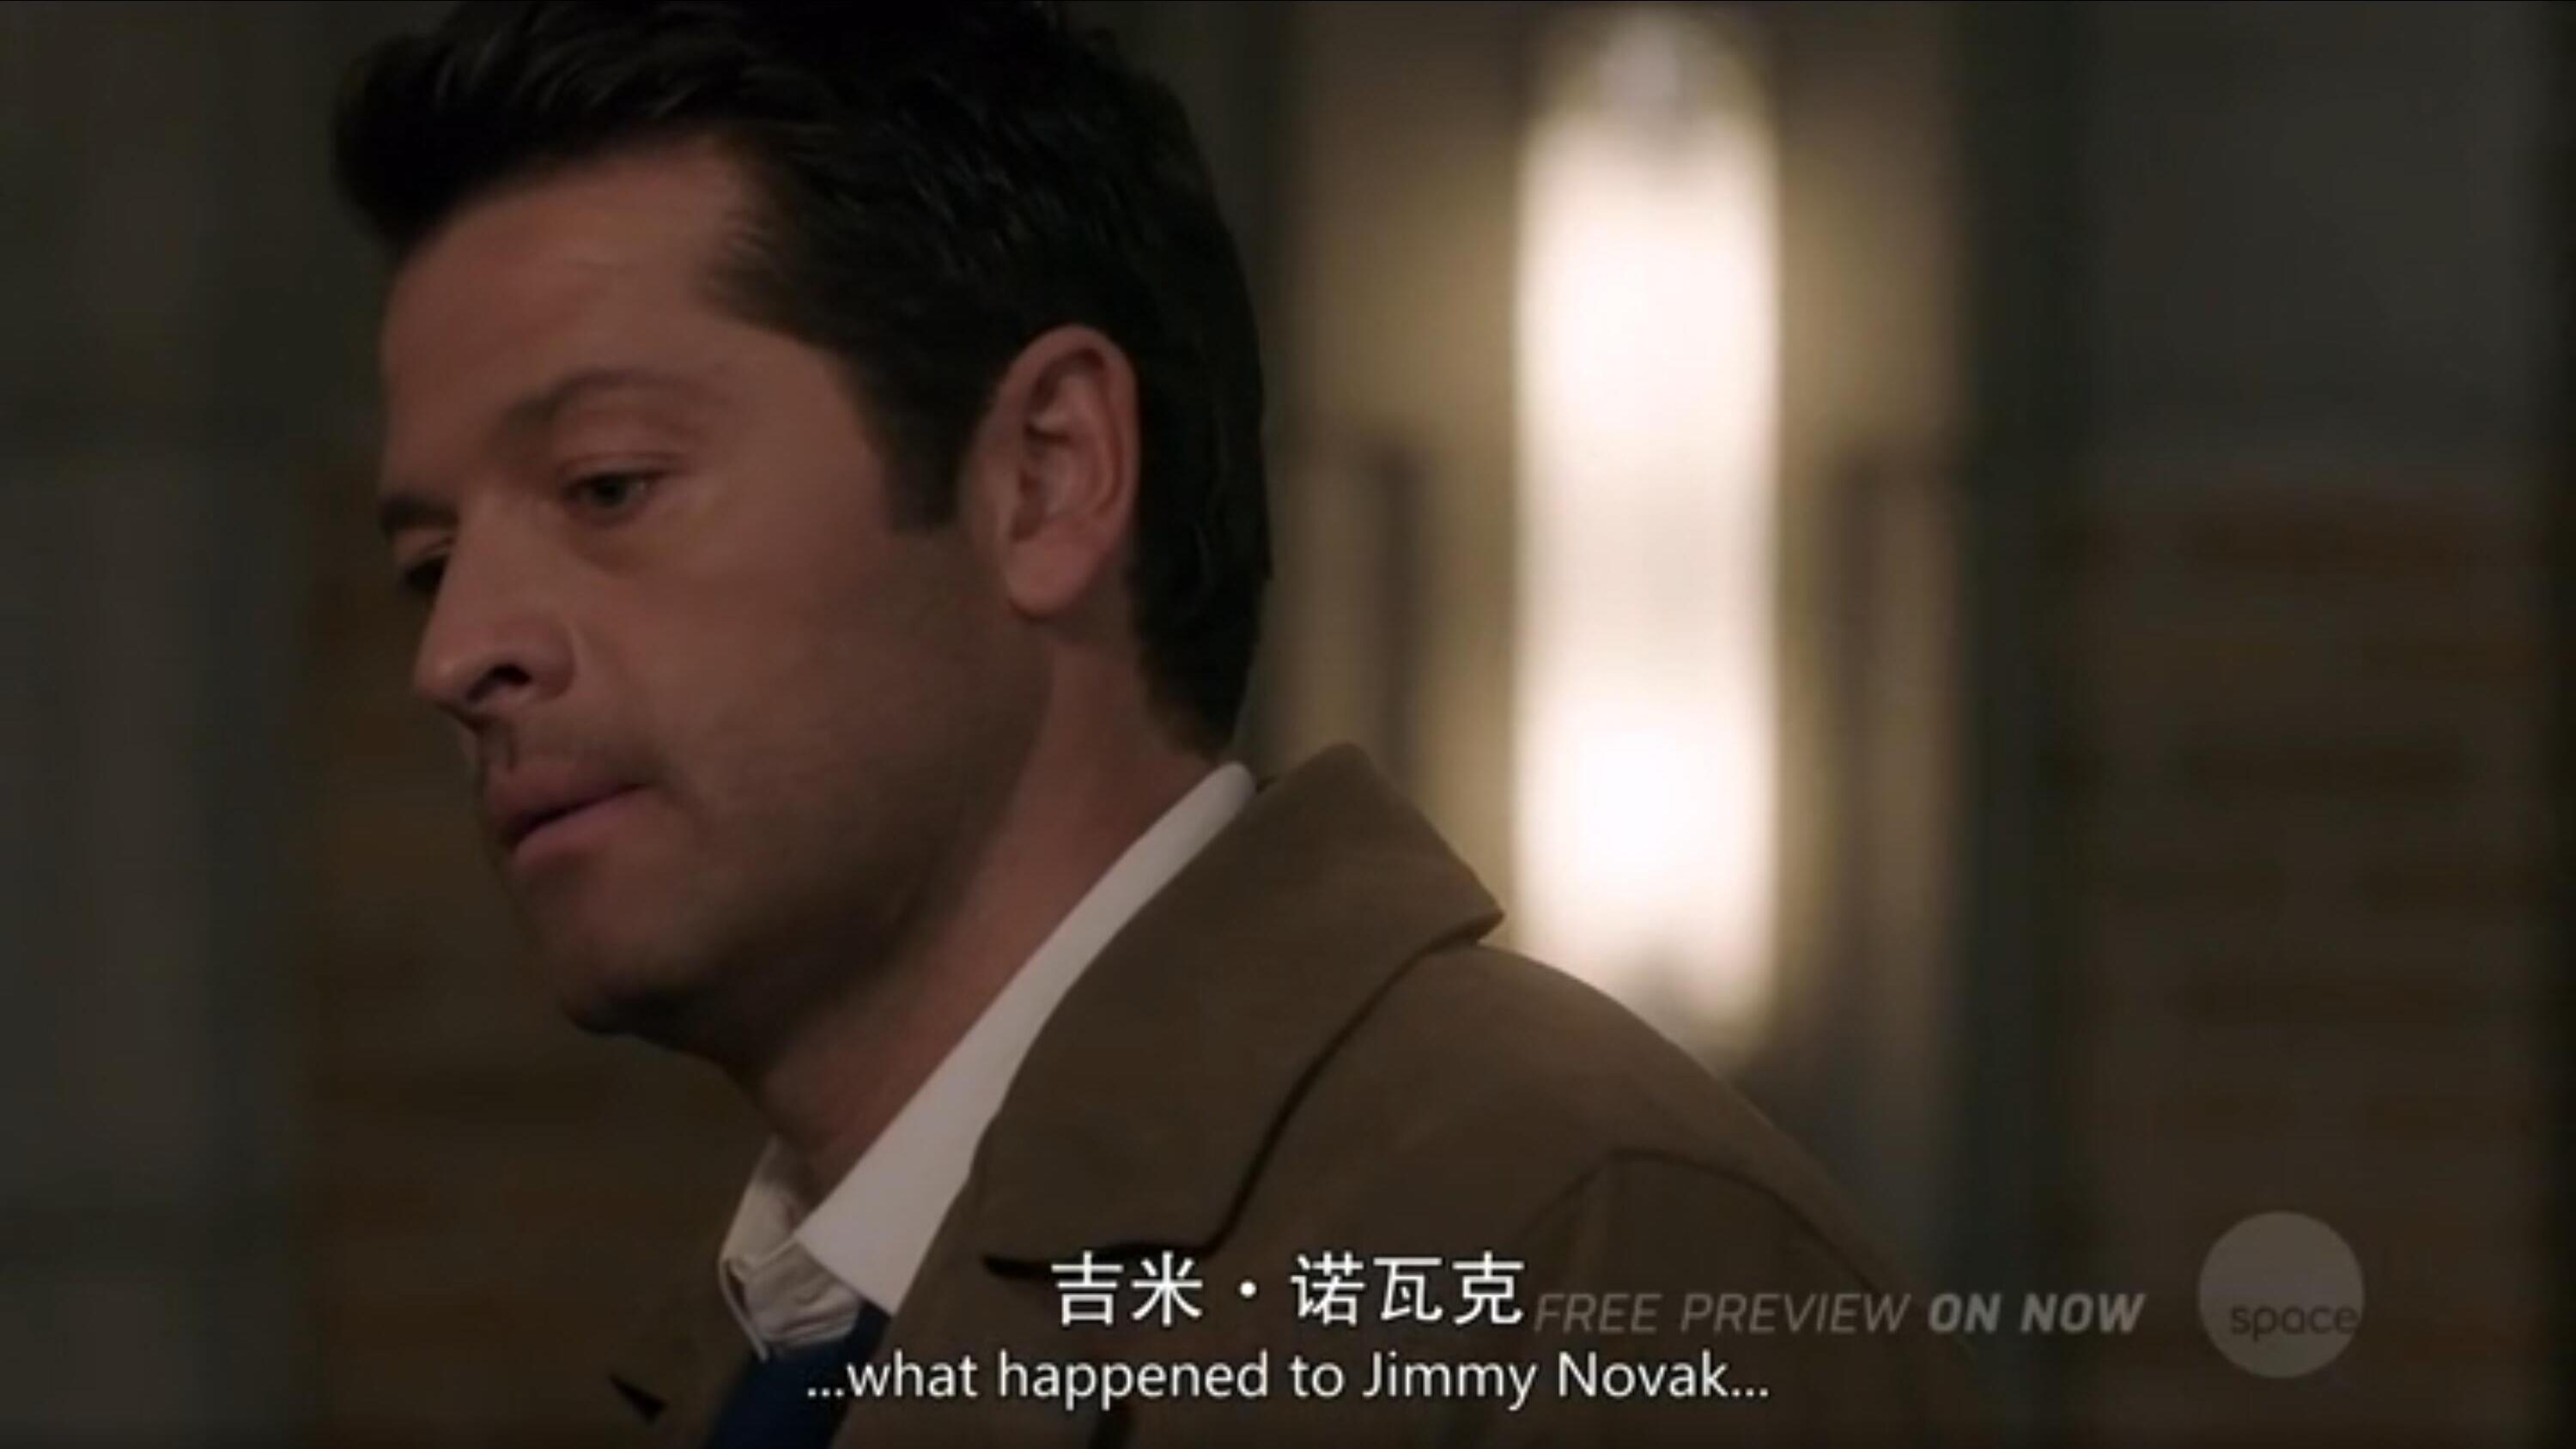 吉米·诺瓦克
FREE PREVIEW ON NOW
space
...what happened to Jimmy Novak...